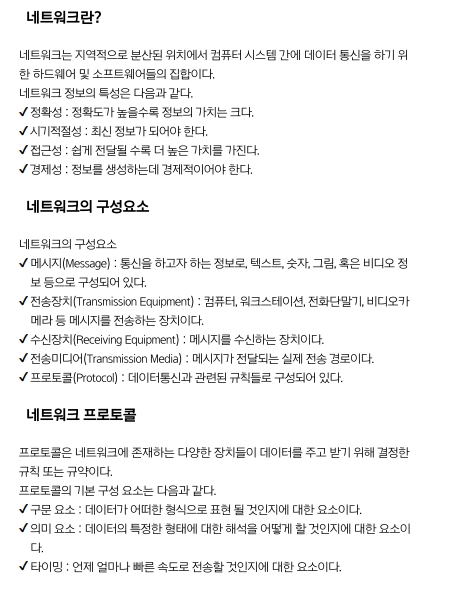 네트워크란?
네트워크는 지역적으로 분산된 위치에서 컴퓨터 시스템 간에 데이터 통신을 하기 위
한 하드웨어 및 소프트웨어들의 집합이다.
네트워크 정보의 특성은 다음과 같다.
✓ 정확성 : 정확도가 높을수록 정보의 가치는 크다.
✓ 시기적절성 : 최신 정보가 되어야 한다.
✓ 접근성 : 쉽게 전달될 수록 더 높은 가치를 가진다.
✓ 경제성 : 정보를 생성하는데 경제적이어야 한다.
네트워크의 구성요소
네트워크의 구성요소
✓ 메시지(Message) : 통신을 하고자 하는 정보로, 텍스트, 숫자, 그림, 혹은 비디오 정
보 등으로 구성되어 있다.
✓ 전송장치(Transmission Equipment) : 컴퓨터, 워크스테이션, 전화단말기, 비디오카
메라 등 메시지를 전송하는 장치이다.
✓ 수신장치(Receiving Equipment) : 메시지를 수신하는 장치이다.
✓ 전송미디어(Transmission Media) : 메시지가 전달되는 실제 전송 경로이다.
✓ 프로토콜(Protocol) : 데이터통신과 관련된 규칙들로 구성되어 있다.
네트워크 프로토콜
프로토콜은 네트워크에 존재하는 다양한 장치들이 데이터를 주고 받기 위해 결정한
규칙 또는 규약이다.
프로토콜의 기본 구성 요소는 다음과 같다.
✓ 구문 요소 : 데이터가 어떠한 형식으로 표현 될 것인지에 대한 요소이다.
✓ 의미 요소 : 데이터의 특정한 형태에 대한 해석을 어떻게 할 것인지에 대한 요소이
다.
✓ 타이밍 : 언제 얼마나 빠른 속도로 전송할 것인지에 대한 요소이다.